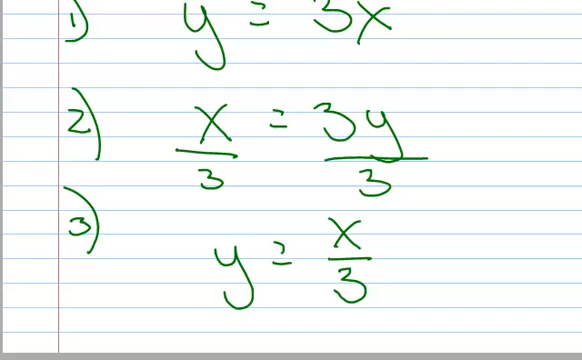 1) y = 3x
2) x/3 = 3y/3
3) y = x/3